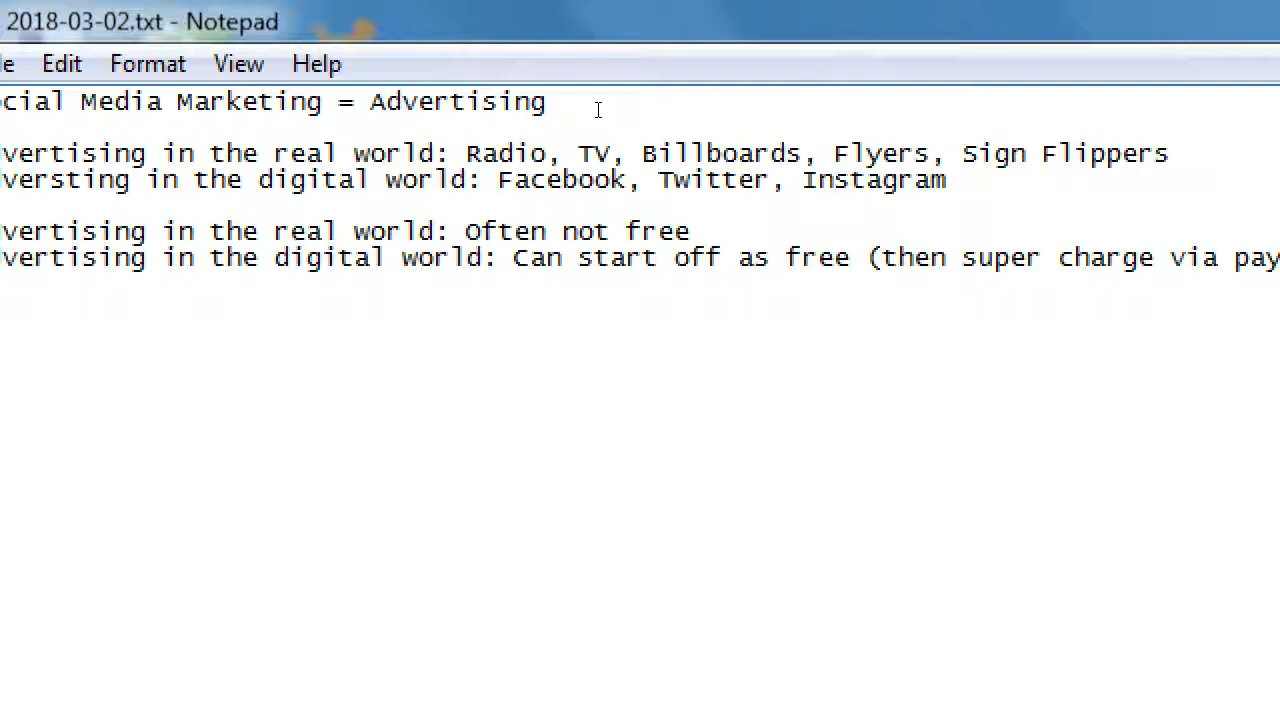 2018-03-02.txt - Notepad
e Edit Format View Help
cial Media Marketing = Advertising
vertising in the real world: Radio, TV, Billboards, Flyers, Sign Flippers
versting in the digital world: Facebook, Twitter, Instagram
vertising in the real world: Often not free
vertising in the digital world: Can start off as free (then super charge via pay